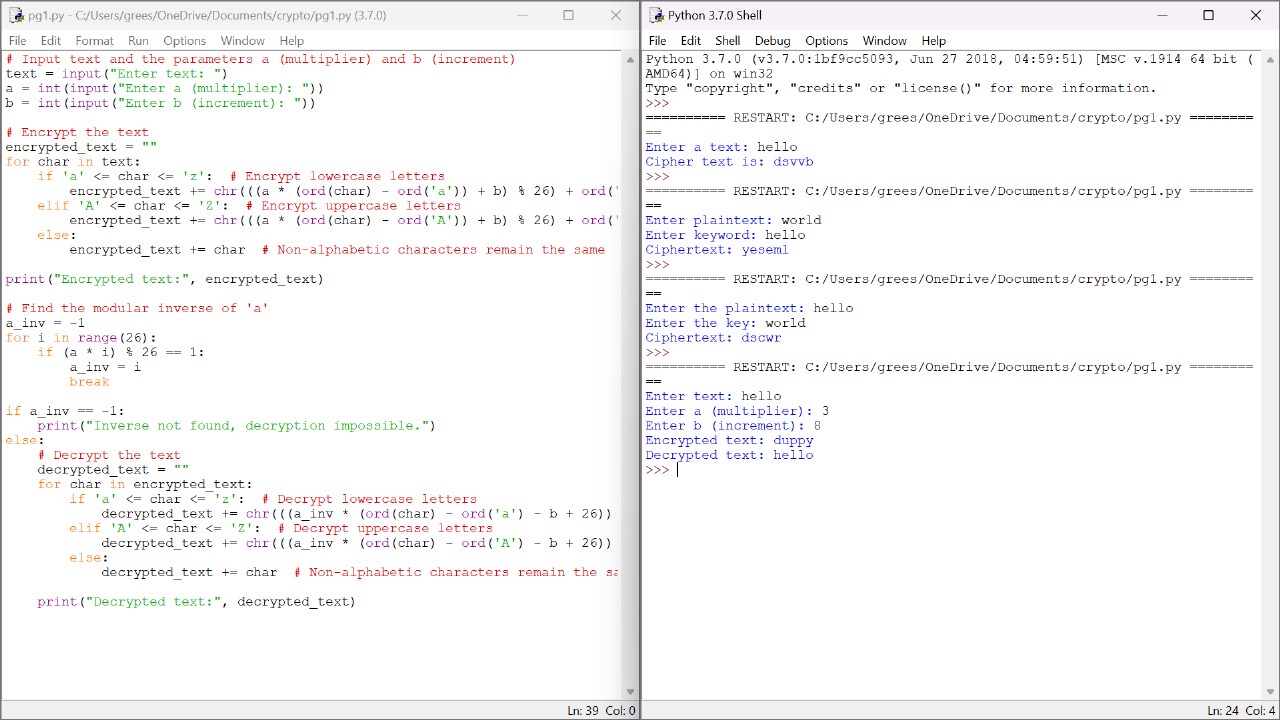 pg1.py - C:/Users/grees/OneDrive/Documents/crypto/pg1.py (3.7.0)
File Edit Format Run Options Window Help
# Input text and the parameters a (multiplier) and b (increment)
text = input("Enter text: ")
a = int(input("Enter a (multiplier): "))
b = int(input("Enter b (increment): "))
# Encrypt the text
encrypted_text = ""
for char in text:
    if 'a' <= char <= 'z':  # Encrypt lowercase letters
        encrypted_text += chr(((a * (ord(char) - ord('a')) + b) % 26) + ord('
    elif 'A' <= char <= 'Z':  # Encrypt uppercase letters
        encrypted_text += chr(((a * (ord(char) - ord('A')) + b) % 26) + ord('
    else:
        encrypted_text += char  # Non-alphabetic characters remain the same
print("Encrypted text:", encrypted_text)
# Find the modular inverse of 'a'
a_inv = -1
for i in range(26):
    if (a * i) % 26 == 1:
        a_inv = i
        break
if a_inv == -1:
    print("Inverse not found, decryption impossible.")
else:
    # Decrypt the text
    decrypted_text = ""
    for char in encrypted_text:
        if 'a' <= char <= 'z':  # Decrypt lowercase letters
            decrypted_text += chr(((a_inv * (ord(char) - ord('a') - b + 26))
        elif 'A' <= char <= 'Z':  # Decrypt uppercase letters
            decrypted_text += chr(((a_inv * (ord(char) - ord('A') - b + 26))
        else:
            decrypted_text += char  # Non-alphabetic characters remain the sa
    print("Decrypted text:", decrypted_text)
Ln: 39 Col: 0
Python 3.7.0 Shell
File Edit Shell Debug Options Window Help
Python 3.7.0 (v3.7.0:1bf9cc5093, Jun 27 2018, 04:59:51) [MSC v.1914 64 bit (
AMD64)] on win32
Type "copyright", "credits" or "license()" for more information.
>>>
========== RESTART: C:/Users/grees/OneDrive/Documents/crypto/pg1.py ========
==
Enter a text: hello
Cipher text is: dsvvb
>>>
========== RESTART: C:/Users/grees/OneDrive/Documents/crypto/pg1.py ========
==
Enter plaintext: world
Enter keyword: hello
Ciphertext: yeseml
>>>
========== RESTART: C:/Users/grees/OneDrive/Documents/crypto/pg1.py ========
==
Enter the plaintext: hello
Enter the key: world
Ciphertext: dscwr
>>>
========== RESTART: C:/Users/grees/OneDrive/Documents/crypto/pg1.py ========
==
Enter text: hello
Enter a (multiplier): 3
Enter b (increment): 8
Encrypted text: duppy
Decrypted text: hello
>>>
Ln: 24 Col: 4